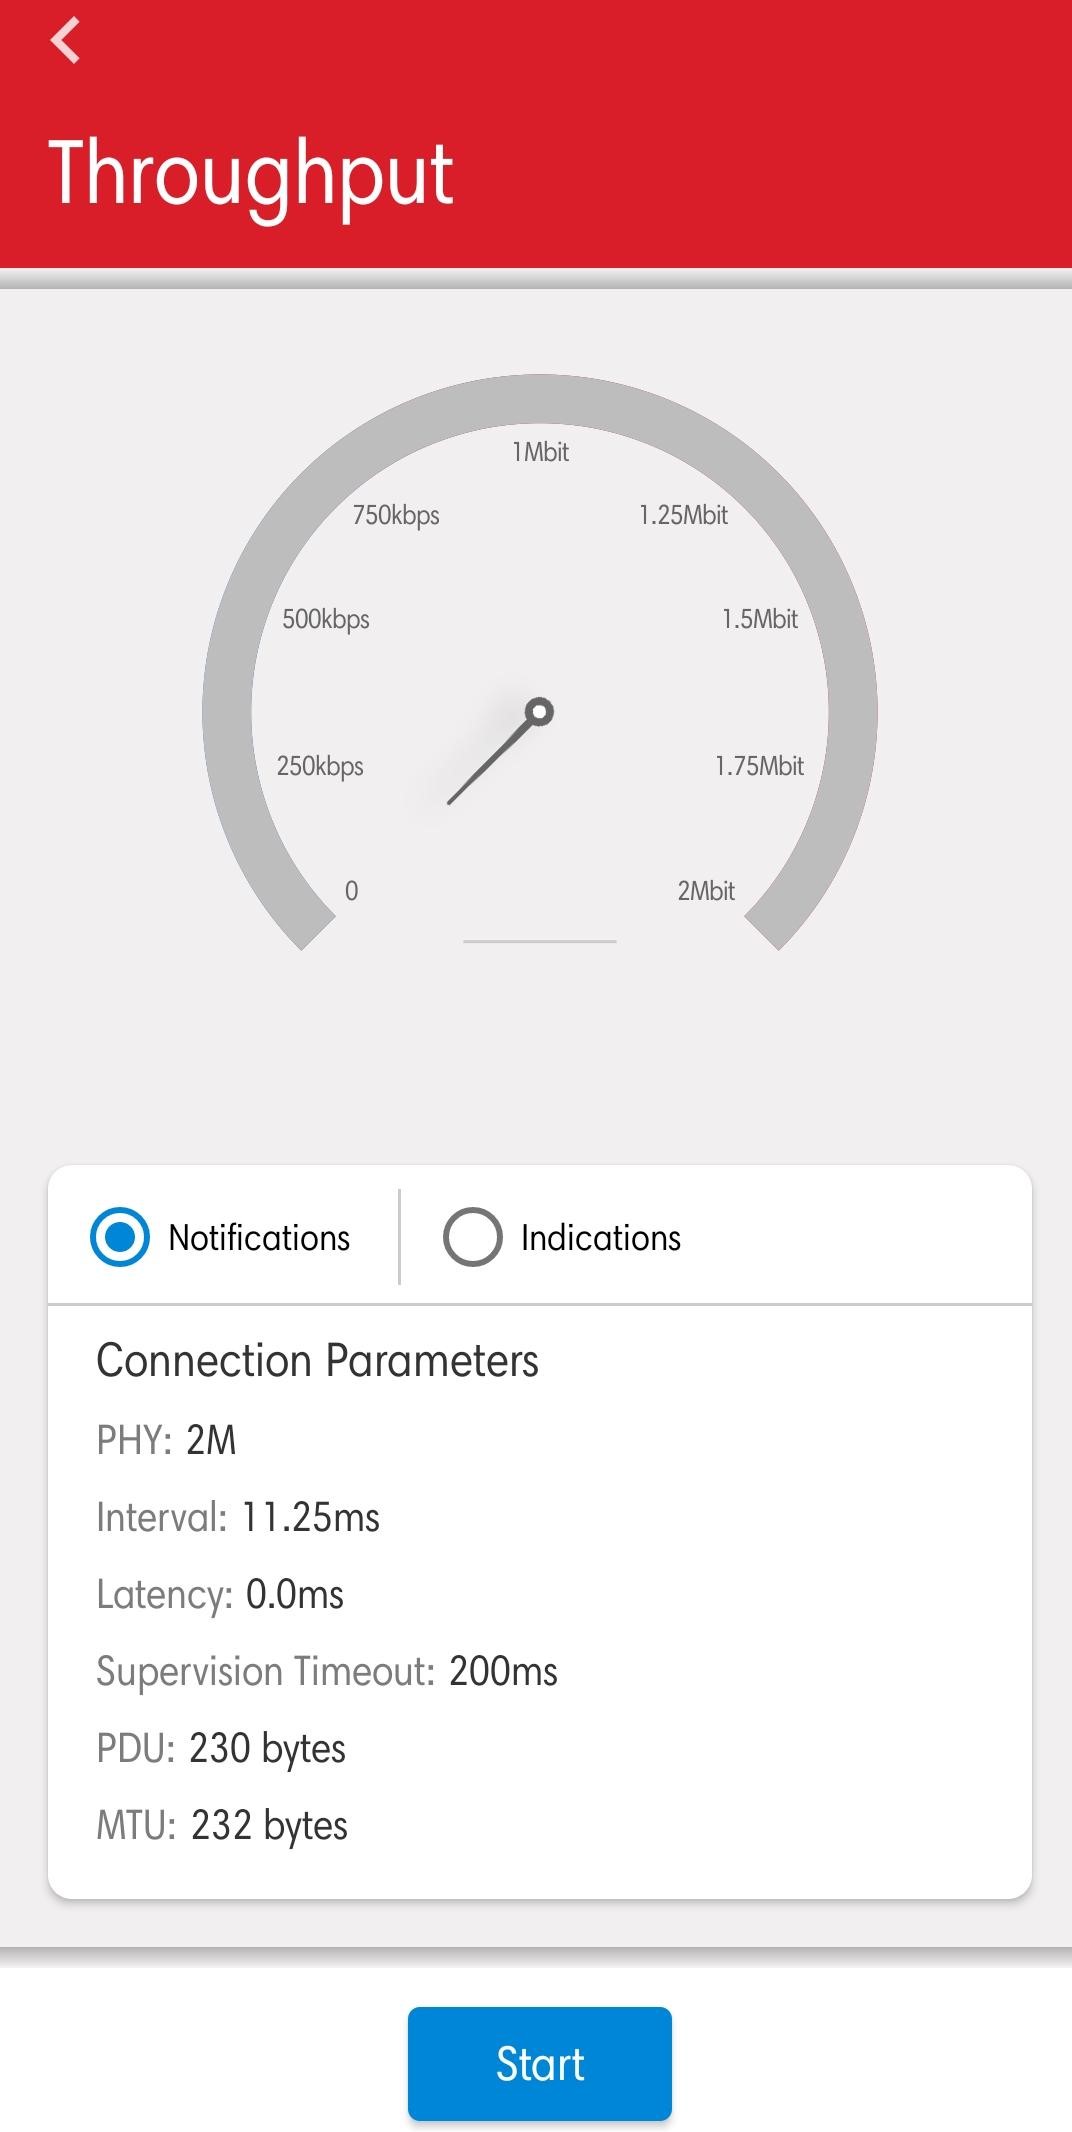 Throughput
1Mbit
750kbps
1.25Mbit
500kbps
1.5Mbit
250kbps
1.75Mbit
0
2Mbit
Notifications
Indications
Connection Parameters
PHY: 2M
Interval: 11.25ms
Latency: 0.0ms
Supervision Timeout: 200ms
PDU: 230 bytes
MTU: 232 bytes
Start